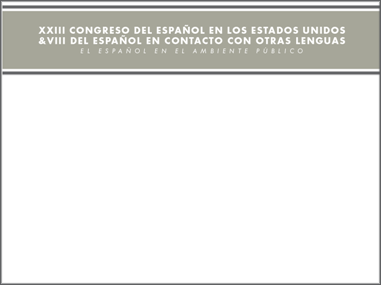 XXIII CONGRESO DEL ESPAÑOL EN LOS ESTADOS UNIDOS
&VIII DEL ESPAÑOL EN CONTACTO CON OTRAS LENGUAS
EL ESPAÑOL EN EL AMBIENTE PÚBLICO